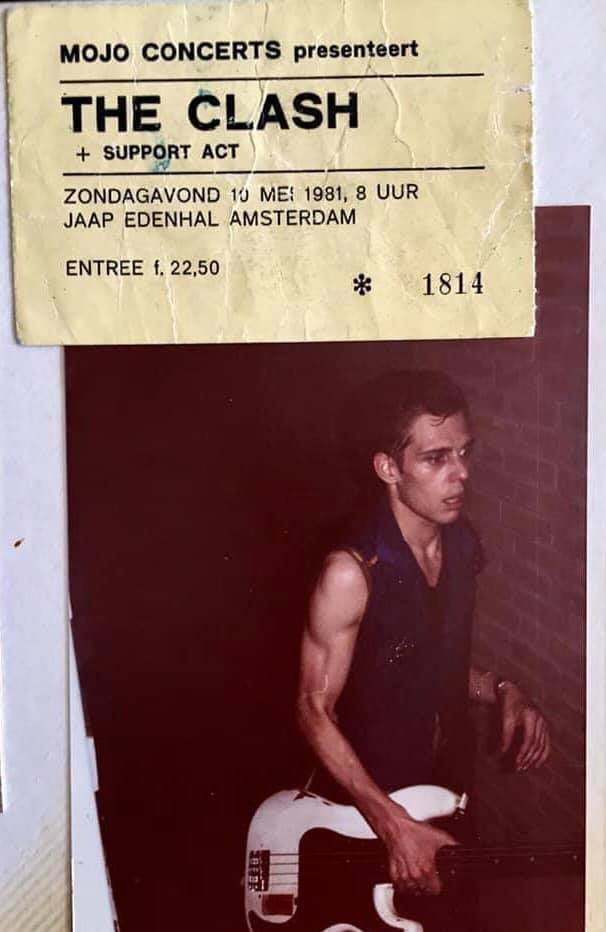 MOJO CONCERTS presenteert
THE CLASH
+ SUPPORT ACT
ZONDAGAVOND 10 MEI 1981, 8 UUR
JAAP EDENHAL AMSTERDAM
ENTREE f. 22,50
* 1814